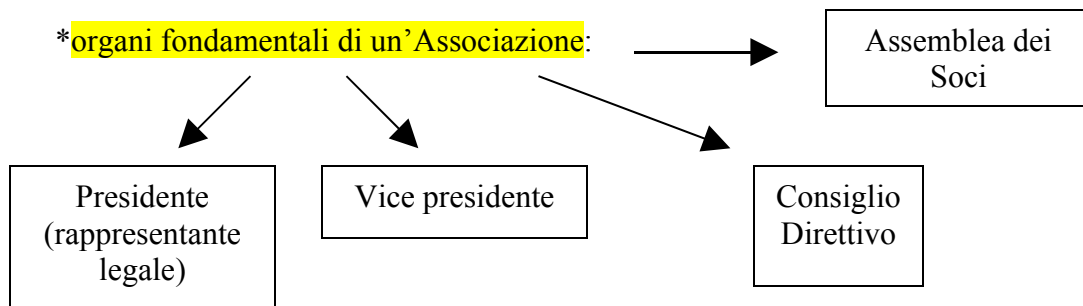 *organi fondamentali di un’Associazione:
Assemblea dei
Soci
Presidente
(rappresentante
legale)
Vice presidente
Consiglio
Direttivo